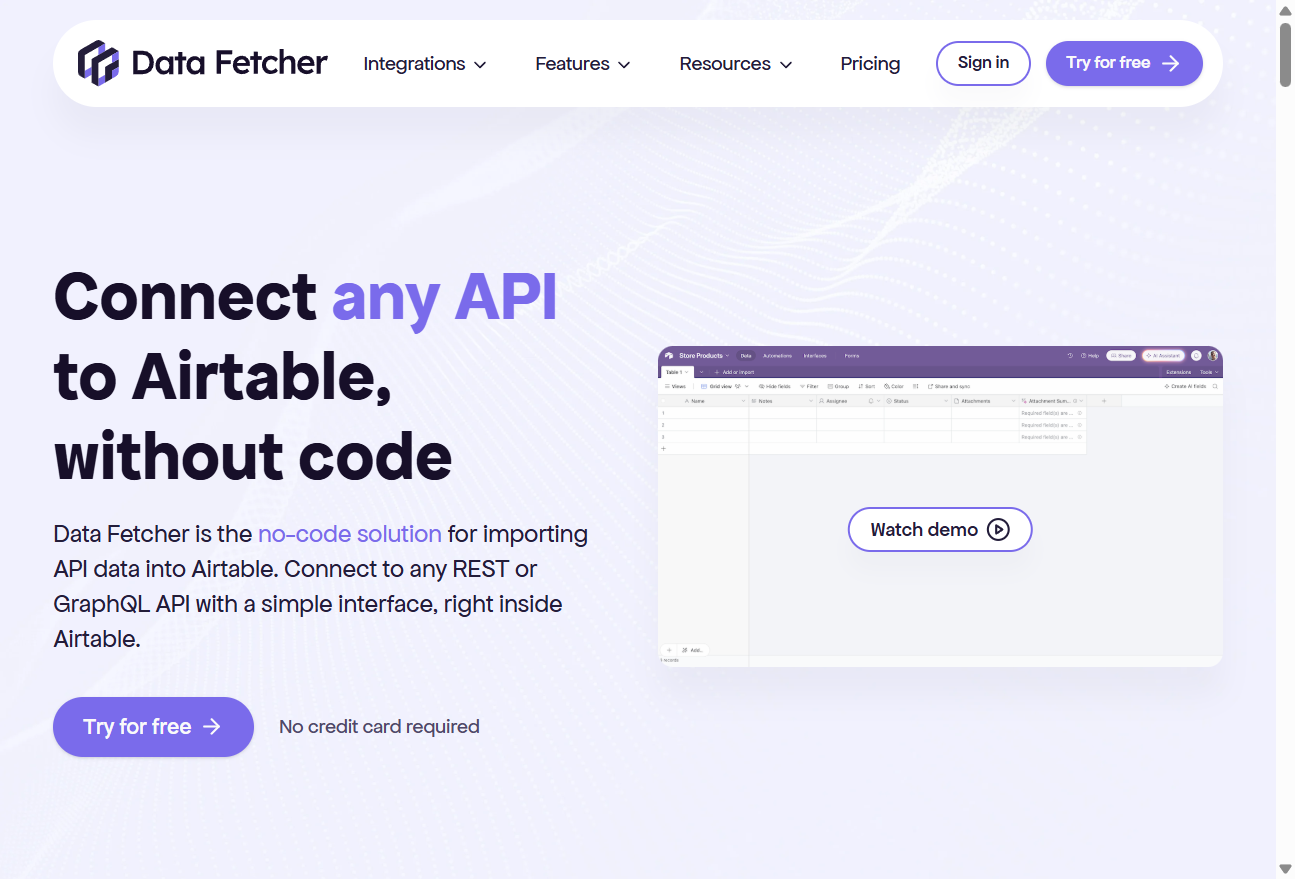 Data Fetcher
Integrations
Features
Resources
Pricing
Sign in
Try for free
Connect any API
to Airtable,
without code
Data Fetcher is the no-code solution for importing
API data into Airtable. Connect to any REST or
GraphQL API with a simple interface, right inside
Airtable.
Try for free
No credit card required
Store Products Data Automations Interfaces Forms Help Share AI Assistant
Table 1 Add or import Extensions Tools
Views Grid view Hide fields Filter Group Sort Color Share and sync Create AI fields
Name Notes Assignee Status Attachments Attachment Sum...
1 Required field(s) are ...
2 Required field(s) are ...
3 Required field(s) are ...
Watch demo
Add...
records